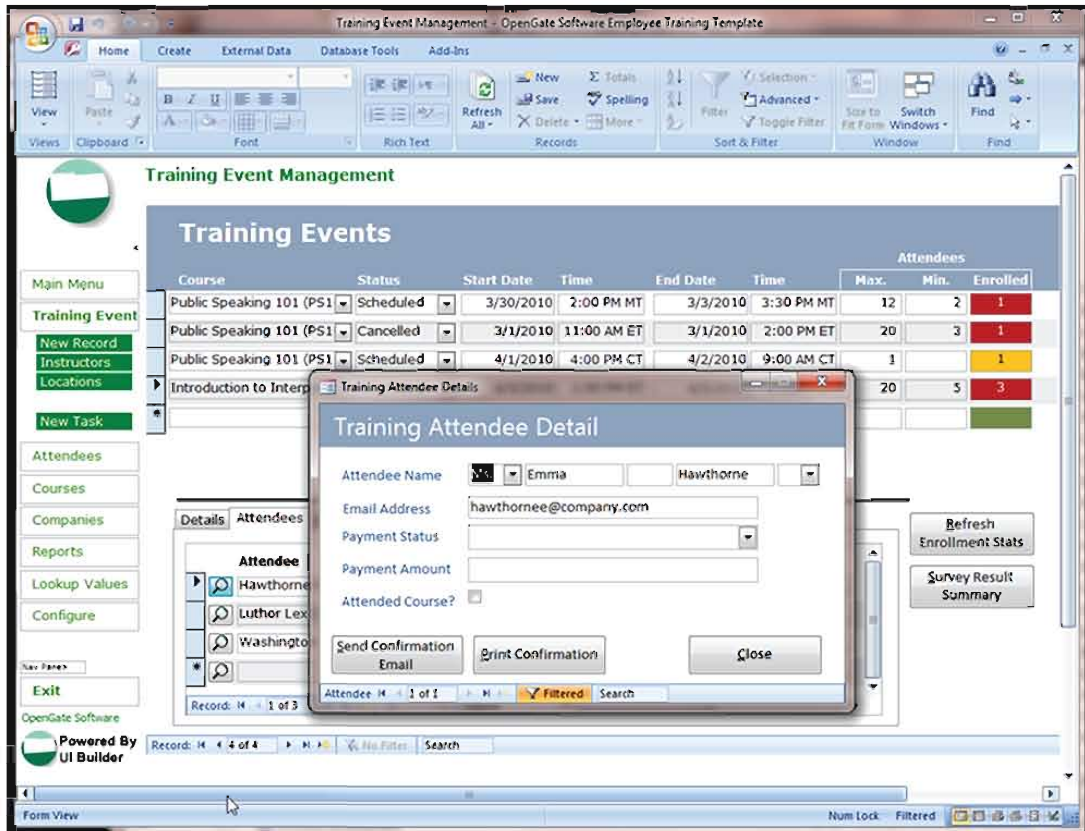 Training Event Management - OpenGate Software Employee Training Template
Home Create External Data Database Tools Add-Ins
View
Paste
New
Save
Delete
Totals
Spelling
More
Refresh
All
Filter
Selection
Advanced
Toggle Filter
Size to
Fit Form
Switch
Windows
Find
Views Clipboard Font Rich Text Records Sort & Filter Window Find
Training Event Management
Training Events
Attendees
Course Status Start Date Time End Date Time Max. Min. Enrolled
Public Speaking 101 (PS1 Scheduled 3/30/2010 2:00 PM MT 3/3/2010 3:30 PM MT 12 2 1
Public Speaking 101 (PS1 Cancelled 3/1/2010 11:00 AM ET 3/1/2010 2:00 PM ET 20 3 1
Public Speaking 101 (PS1 Scheduled 4/1/2010 4:00 PM CT 4/2/2010 9:00 AM CT 1 1
Introduction to Interp 20 5 3
Main Menu
Training Event
New Record
Instructors
Locations
New Task
Attendees
Courses
Companies
Reports
Lookup Values
Configure
Nav Pane>
Exit
OpenGate Software
Powered By
UI Builder
Details Attendees
Attendee
Hawthorne
Luthor Lex
Washingto
Record: 1 of 3
Training Attendee Details
Training Attendee Detail
Attendee Name Ms. Emma Hawthorne
Email Address hawthornee@company.com
Payment Status
Payment Amount
Attended Course?
Send Confirmation
Email
Print Confirmation
Close
Attendee 1 of 1 Filtered Search
Refresh
Enrollment Stats
Survey Result
Summary
Record: 4 of 4 No Filter Search
Form View Num Lock Filtered